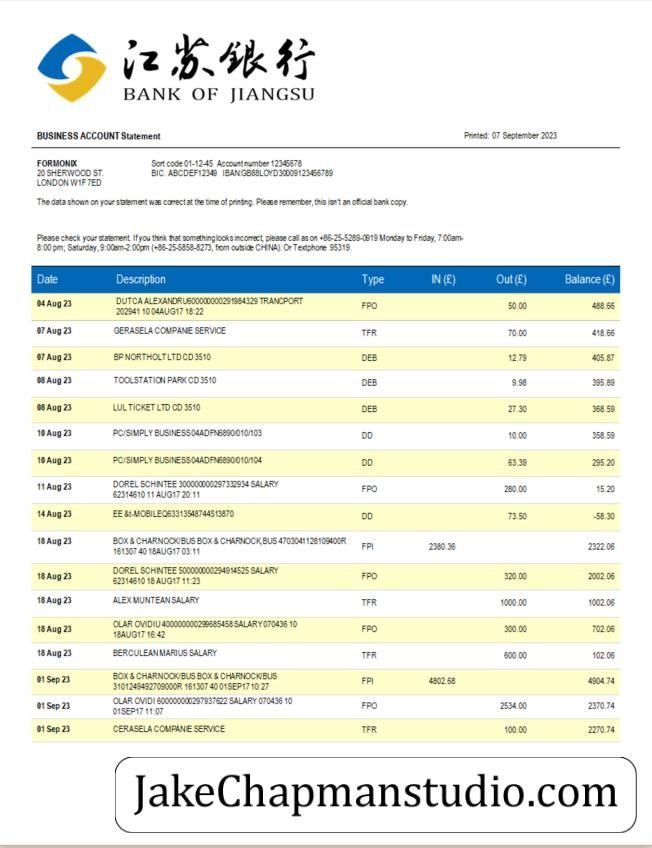 江苏银行
BANK OF JIANGSU
BUSINESS ACCOUNT Statement Printed: 07 September 2023
FORMONIX Sort code 01-12-45 Account number 12345678
20 SHERWOOD ST. BIC. ABCDEF12349 IBAN:GB88LOYD30009123456789
LONDON W1F 7ED
The data shown on your statement was correct at the time of printing. Please remember, this isn't an official bank copy.
Please check your statement. If you think that something looks incorrect, please call as on +86-25-5289-0919 Monday to Friday, 7:00am-
8:00 pm; Saturday, 9:00am-2:00pm (+86-25-5858-8273, from outside CHINA). Or Textphone 95319.
Date Description Type IN (£) Out (£) Balance (£)
04 Aug 23 DUTCA ALEXANDRU600000000291984329 TRANCPORT FPO 50.00 488.66
202941 10 04AUG17 18:22
07 Aug 23 GERASELA COMPANIE SERVICE TFR 70.00 418.66
07 Aug 23 BP NORTHOLT LTD CD 3510 DEB 12.79 405.87
08 Aug 23 TOOLSTATION PARK CD 3510 DEB 9.98 395.89
08 Aug 23 LUL TICKET LTD CD 3510 DEB 27.30 368.59
10 Aug 23 PC/SIMPLY BUSINESS04ADFN6890/010/103 DD 10.00 358.59
10 Aug 23 PC/SIMPLY BUSINESS04ADFN6890/010/104 DD 63.39 295.20
11 Aug 23 DOREL SCHINTEE 300000000297332934 SALARY FPO 280.00 15.20
62314610 11 AUG17 20:11
14 Aug 23 EE &t-MOBILEQ63313548744513870 DD 73.50 -58.30
18 Aug 23 BOX & CHARNOCK/BUS BOX & CHARNOCK,BUS 4703041128109400R FPI 2380.36 2322.06
161307 40 18AUG17 03:11
18 Aug 23 DOREL SCHINTEE 500000000294914525 SALARY FPO 320.00 2002.06
62314610 18 AUG17 11:23
18 Aug 23 ALEX MUNTEAN SALARY TFR 1000.00 1002.06
18 Aug 23 OLAR OVIDIU 400000000299685458 SALARY 070436 10 FPO 300.00 702.06
18AUG17 16:42
18 Aug 23 BERCULEAN MARIUS SALARY TFR 600.00 102.06
01 Sep 23 BOX & CHARNOCK/BUS BOX & CHARNOCK/BUS FPI 4802.68 4904.74
3101249492709000R 161307 40 01SEP17 10:27
01 Sep 23 OLAR OVIDI 600000000297937622 SALARY 070436 10 FPO 2534.00 2370.74
01SEP17 11:07
01 Sep 23 CERASELA COMPANIE SERVICE TFR 100.00 2270.74
JakeChapmanstudio.com